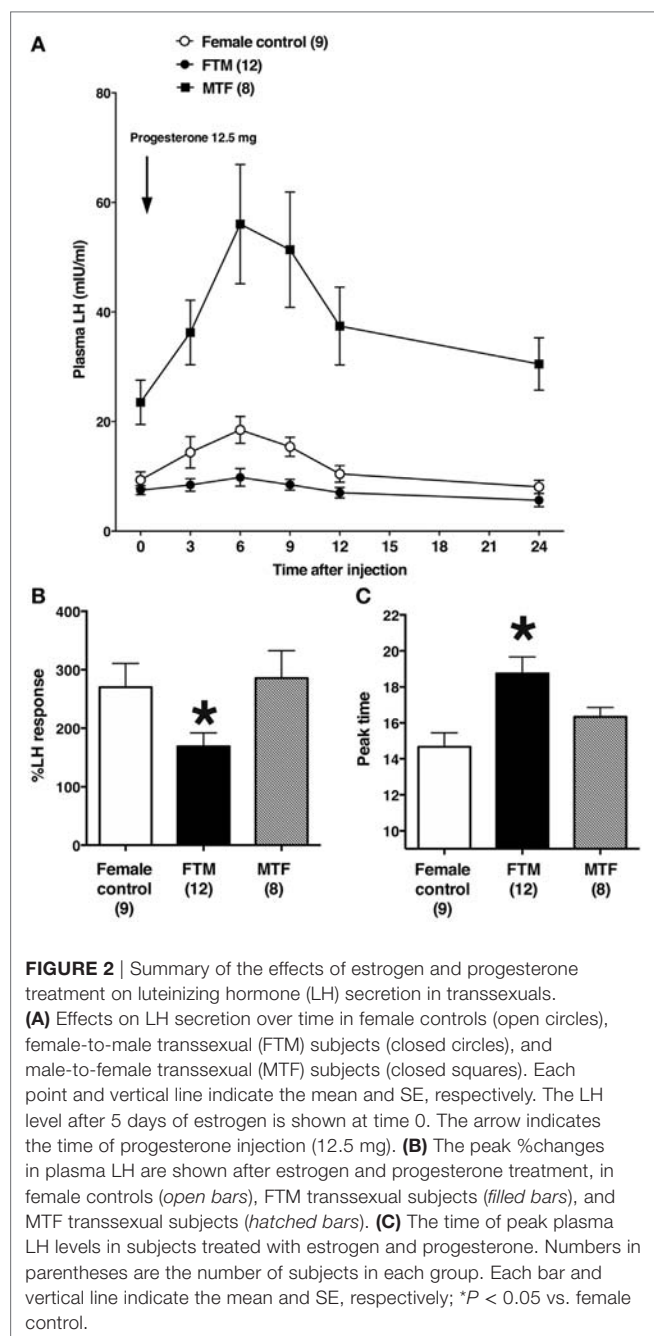 A
Female control (9)
FTM (12)
MTF (8)
80
Progesterone 12.5 mg
60
Plasma LH (mIU/ml)
40
20
0
0 3 6 9 12 15 18 21 24
Time after injection
B
400
300
%LH response
200
100
0
*
Female control (9)
FTM (12)
MTF (8)
C
22
20
18
Peak time
16
14
12
10
*
Female control (9)
FTM (12)
MTF (8)
FIGURE 2 | Summary of the effects of estrogen and progesterone
treatment on luteinizing hormone (LH) secretion in transsexuals.
(A) Effects on LH secretion over time in female controls (open circles),
female-to-male transsexual (FTM) subjects (closed circles), and
male-to-female transsexual (MTF) subjects (closed squares). Each
point and vertical line indicate the mean and SE, respectively. The LH
level after 5 days of estrogen is shown at time 0. The arrow indicates
the time of progesterone injection (12.5 mg). (B) The peak %changes
in plasma LH are shown after estrogen and progesterone treatment, in
female controls (open bars), FTM transsexual subjects (filled bars), and
MTF transsexual subjects (hatched bars). (C) The time of peak plasma
LH levels in subjects treated with estrogen and progesterone. Numbers in
parentheses are the number of subjects in each group. Each bar and
vertical line indicate the mean and SE, respectively; *P < 0.05 vs. female
control.